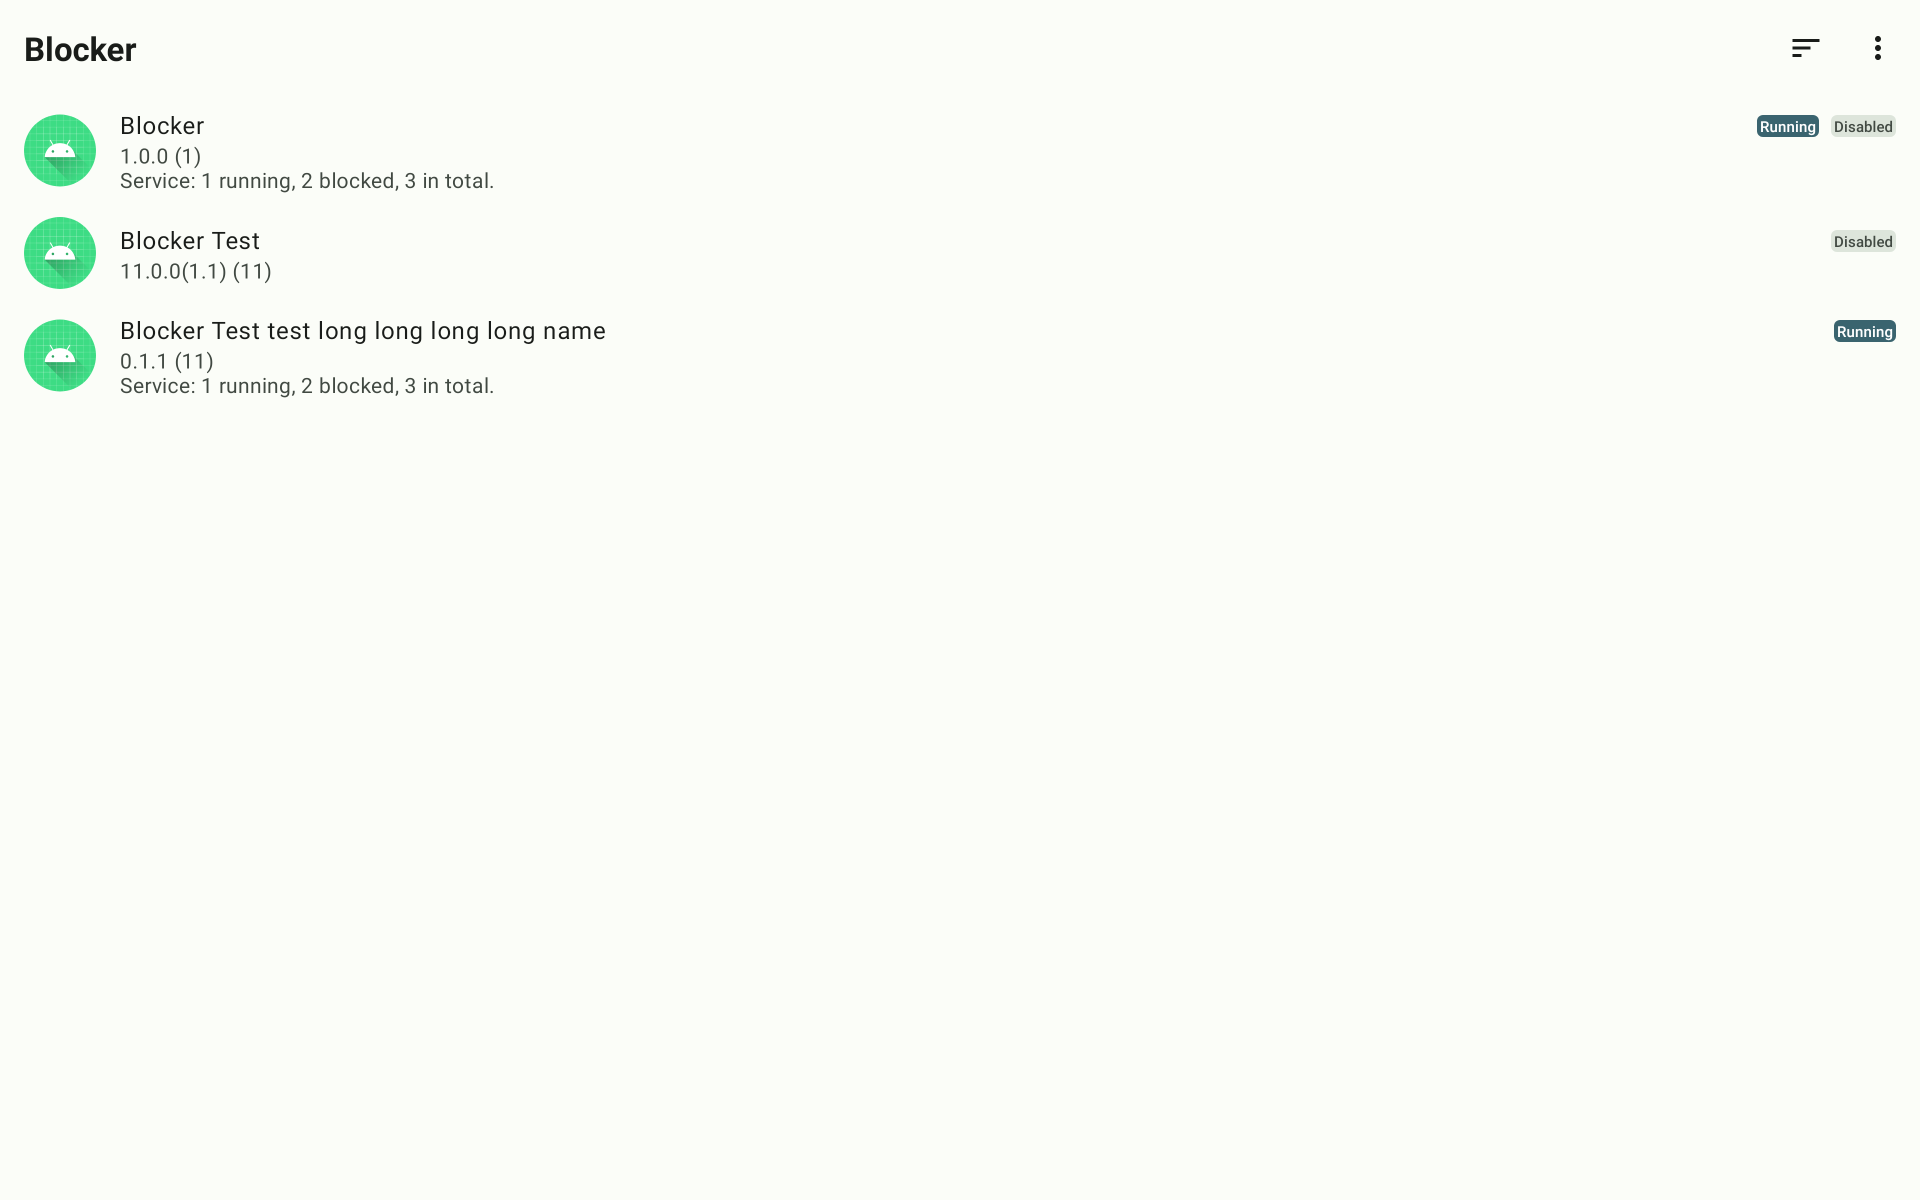 Blocker
Blocker
Running
Disabled
1.0.0 (1)
Service: 1 running, 2 blocked, 3 in total.
Blocker Test
Disabled
11.0.0(1.1) (11)
Blocker Test test long long long long name
Running
0.1.1 (11)
Service: 1 running, 2 blocked, 3 in total.